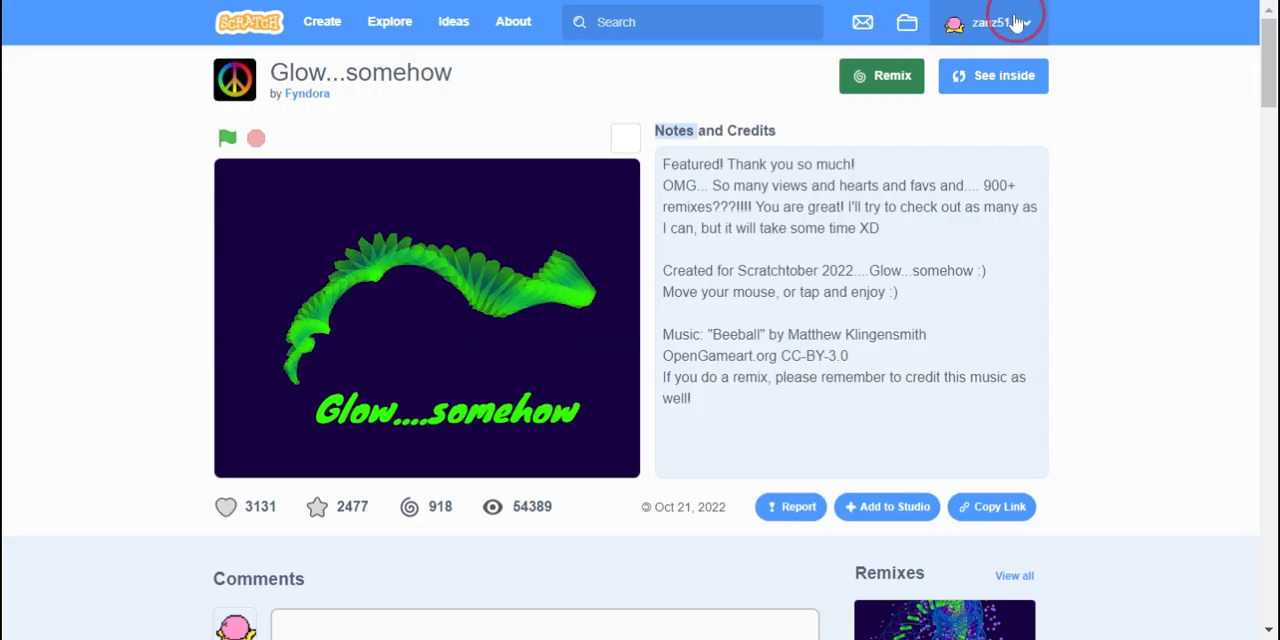 SCRATCH Create Explore Ideas About Search
Glow...somehow
by Fyndora
Remix See inside
Notes and Credits
Featured! Thank you so much!
OMG... So many views and hearts and favs and.... 900+
remixes???!!!! You are great! I'll try to check out as many as
I can, but it will take some time XD
Created for Scratchtober 2022....Glow...somehow :)
Move your mouse, or tap and enjoy :)
Music: "Beeball" by Matthew Klingensmith
OpenGameart.org CC-BY-3.0
If you do a remix, please remember to credit this music as
well!
Glow....somehow
3131 2477 918 54389 Oct 21, 2022 Report Add to Studio Copy Link
Comments
Remixes View all